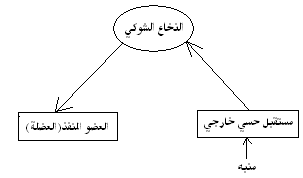 النخاع الشوكي
مستقبل حسي خارجي
العضو المنفذ(العضلة)
منبه